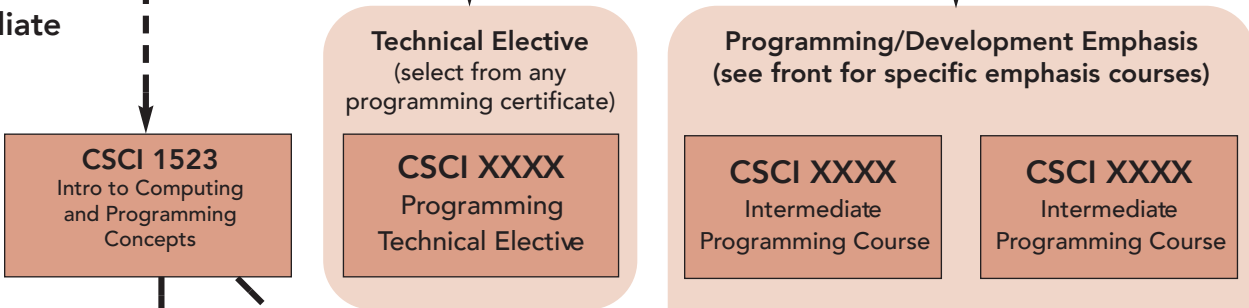 Technical Elective
(select from any
programming certificate)
Programming/Development Emphasis
(see front for specific emphasis courses)
CSCI 1523
Intro to Computing
and Programming
Concepts
CSCI XXXX
Programming
Technical Elective
CSCI XXXX
Intermediate
Programming Course
CSCI XXXX
Intermediate
Programming Course